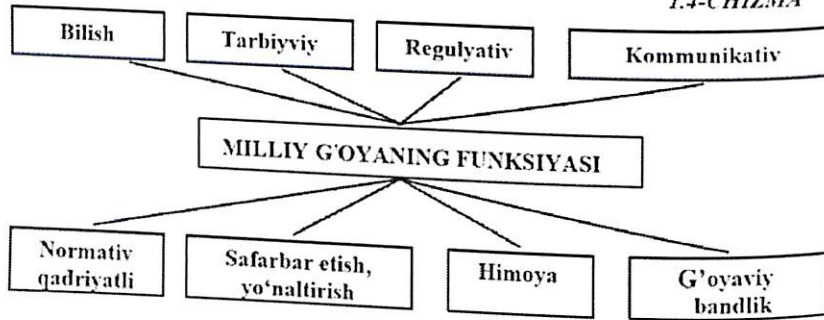 1.4-CHIZMA
Bilish
Tarbiyviy
Regulyativ
Kommunikativ
MILLIY G'OYANING FUNKSIYASI
Normativ
qadriyatli
Safarbar etish,
yo‘naltirish
Himoya
G’oyaviy
bandlik